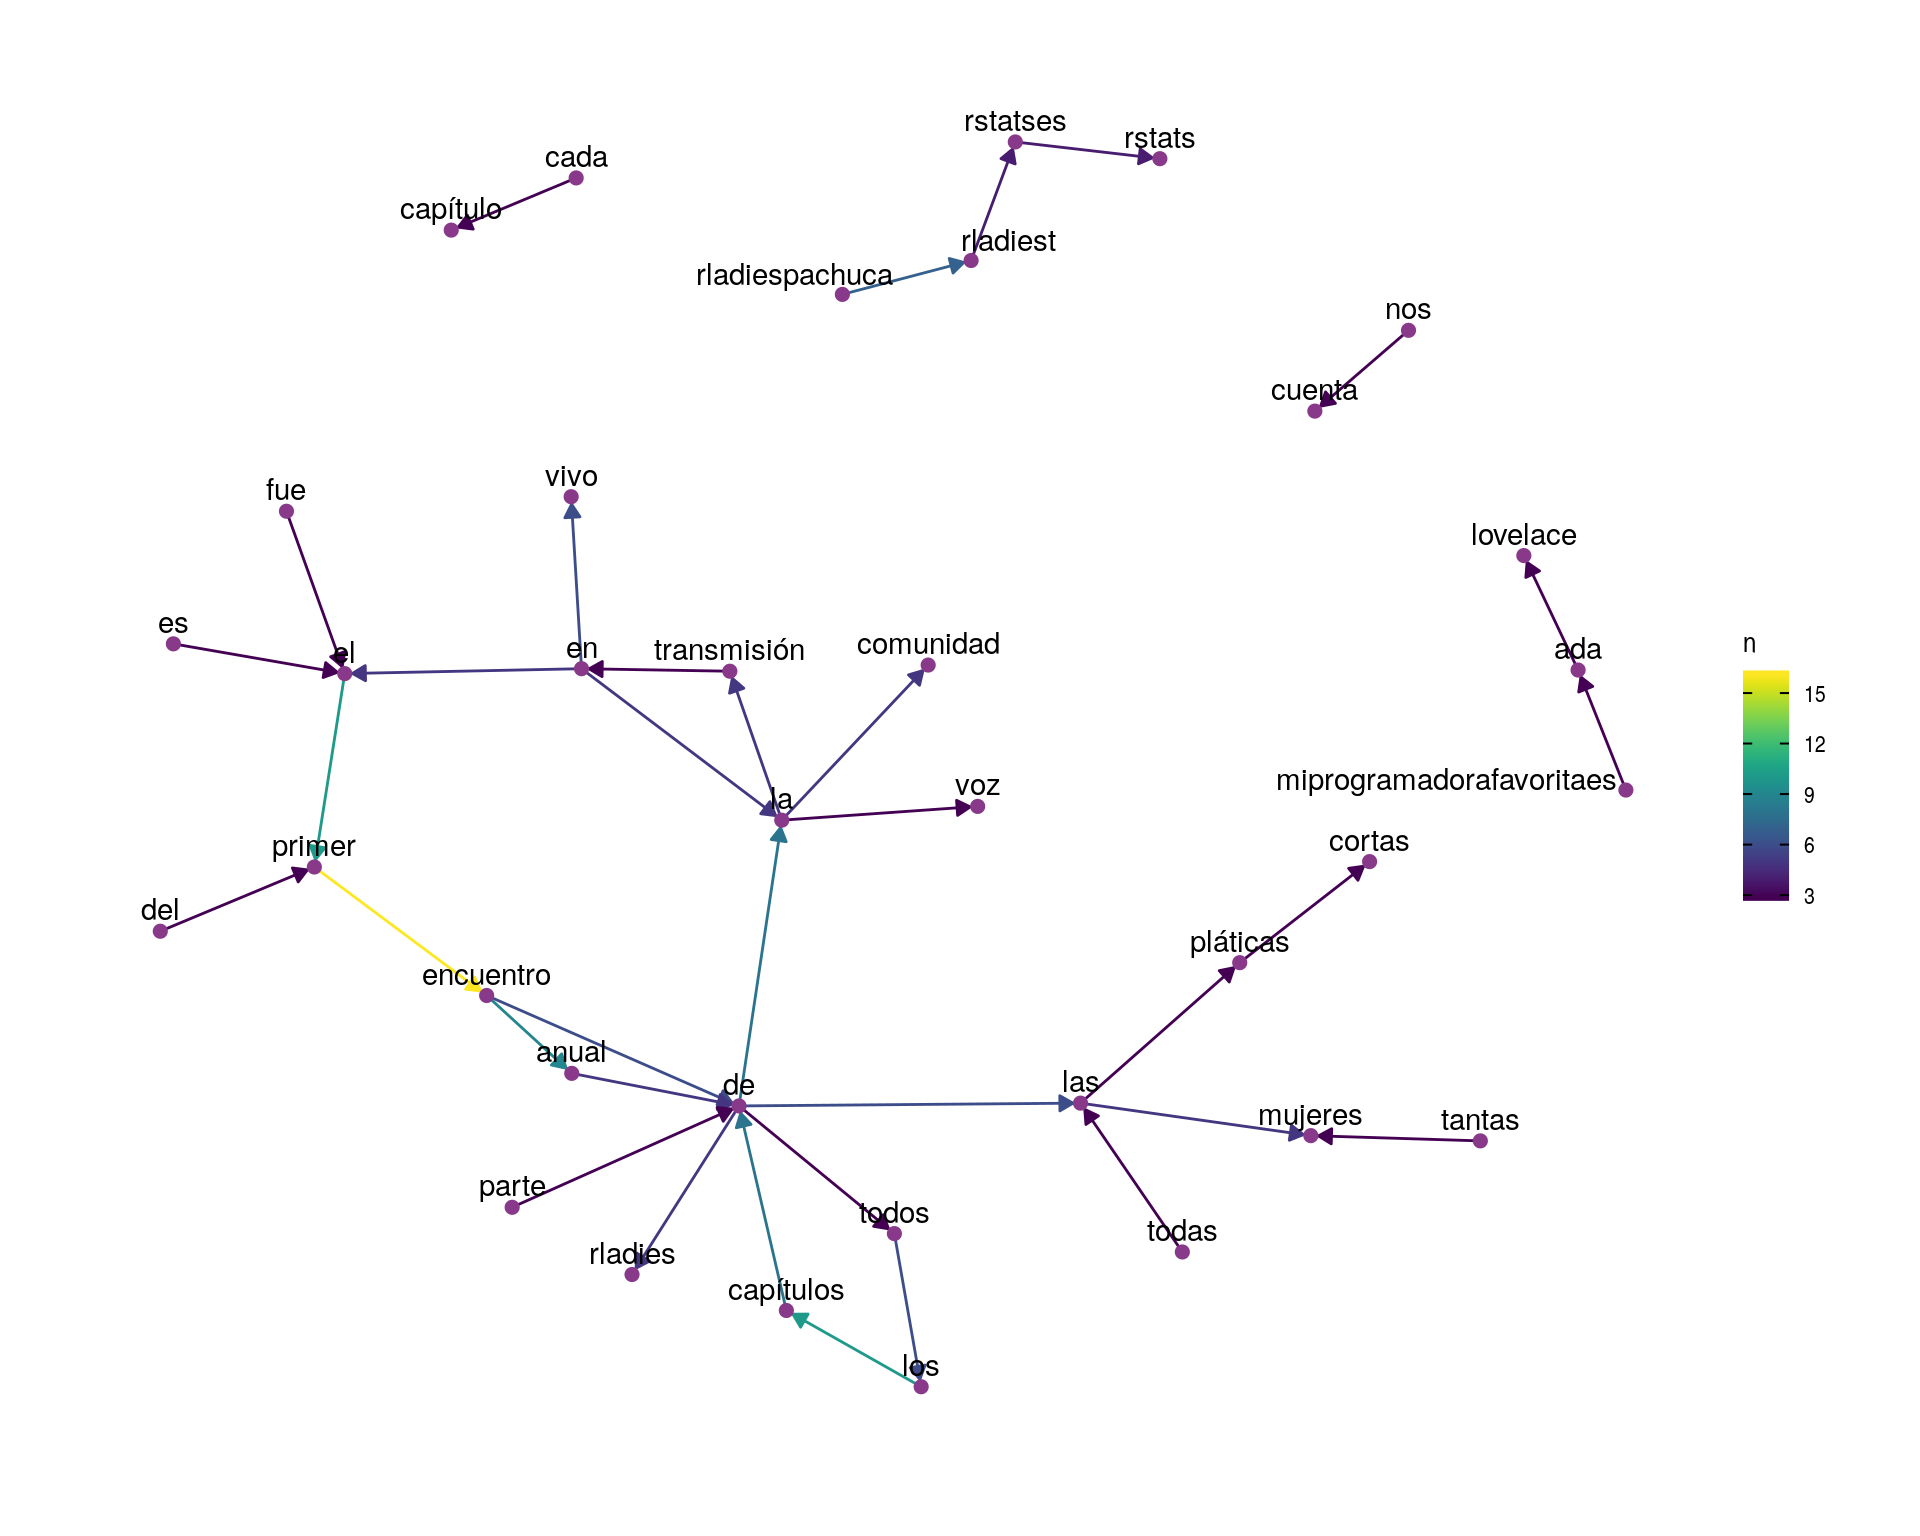 rstatses
rstats
cada
capítulo
rladiest
rladiespachuca
nos
cuenta
vivo
fue
lovelace
es
el
en
transmisión
comunidad
ada
n
15
12
9
6
3
miprogramadorafavoritaes
la
voz
cortas
primer
del
pláticas
encuentro
anual
de
las
mujeres
tantas
parte
todos
todas
rladies
capítulos
los